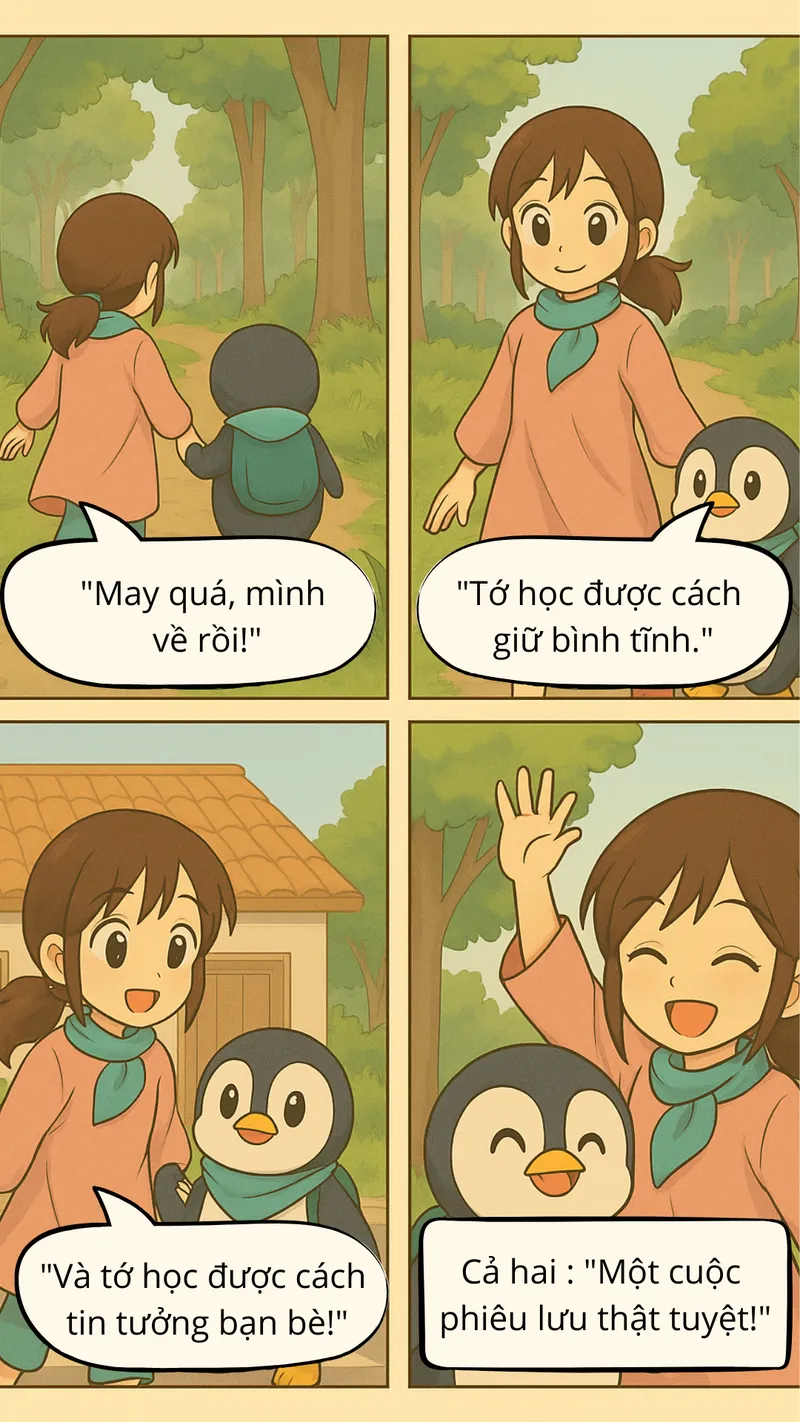 "May quá, mình
về rồi!"
"Tớ học được cách
giữ bình tĩnh."
"Và tớ học được cách
tin tưởng bạn bè!"
Cả hai : "Một cuộc
phiêu lưu thật tuyệt!"